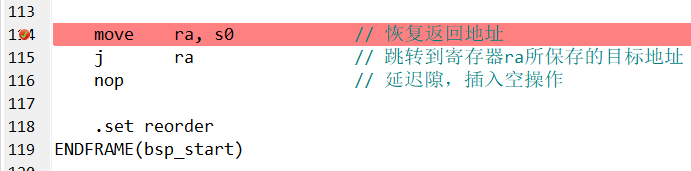 113
114 move ra, s0 // 恢复返回地址
115 j ra // 跳转到寄存器ra所保存的目标地址
116 nop // 延迟隙，插入空操作
117
118 .set reorder
119 ENDFRAME(bsp_start)